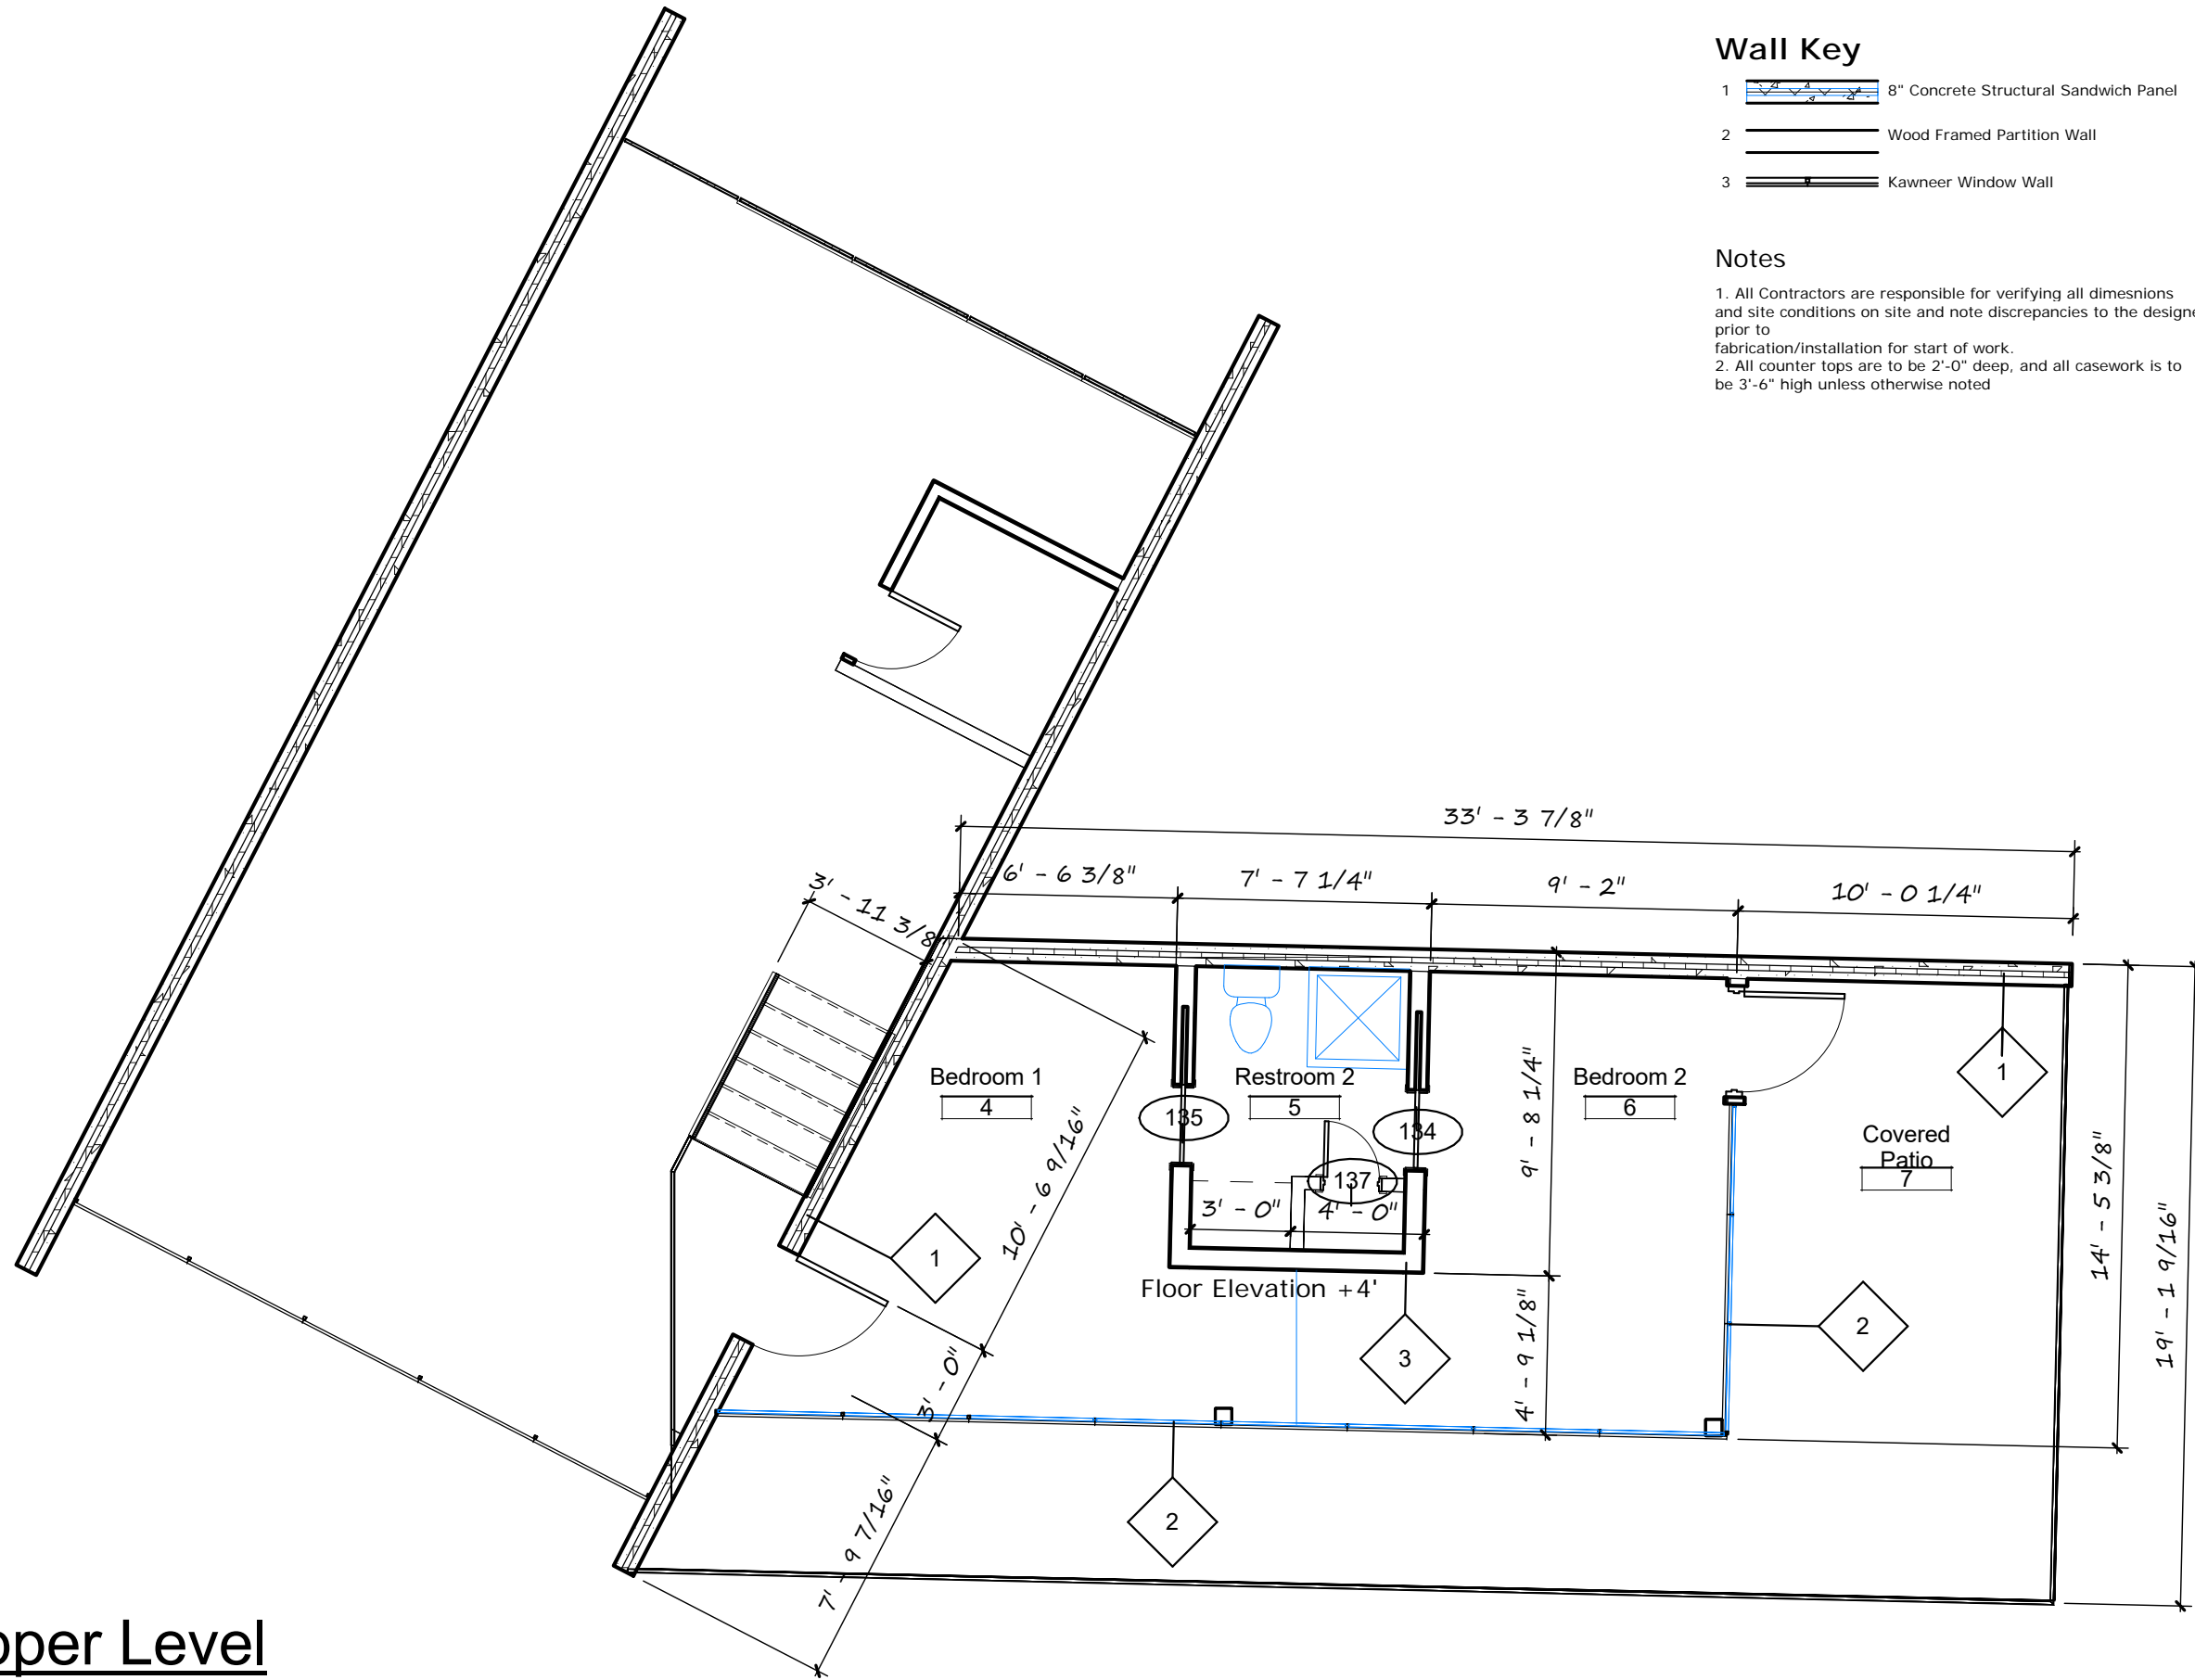 Wall Key
1 8" Concrete Structural Sandwich Panel
2 Wood Framed Partition Wall
3 Kawneer Window Wall
Notes
1. All Contractors are responsible for verifying all dimesnions
and site conditions on site and note discrepancies to the designe
prior to
fabrication/installation for start of work.
2. All counter tops are to be 2'-0" deep, and all casework is to
be 3'-6" high unless otherwise noted
33' - 3 7/8"
6' - 6 3/8"
7' - 7 1/4"
9' - 2"
10' - 0 1/4"
3' - 11 3/8
Bedroom 1
4
Restroom 2
5
Bedroom 2
6
Covered
Patio
7
135
134
137
1
10' - 6 9/16"
9' - 8 1/4"
14' - 5 3/8"
19' - 1 9/16"
3' - 0"
4' - 0"
1
Floor Elevation +4'
3
2
4' - 9 1/8"
3' - 0"
2
7' - 9 7/16"
pper Level